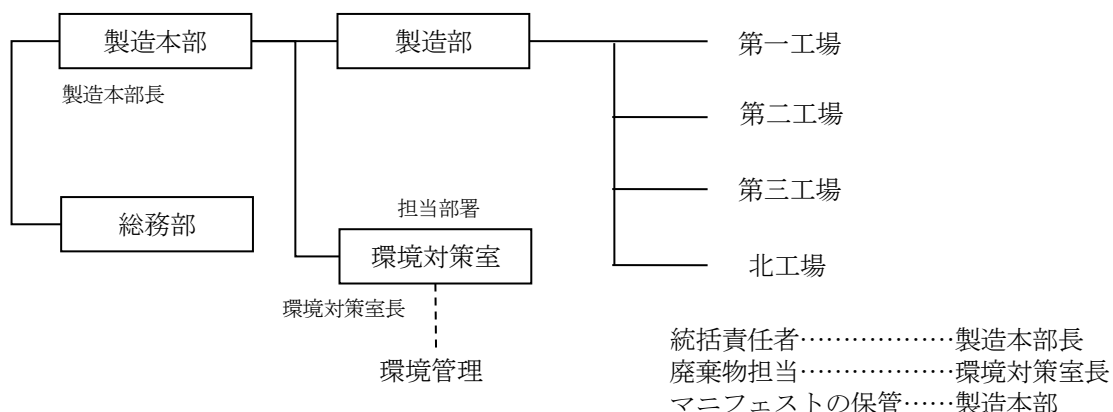 製造本部
製造部
第一工場
製造本部長
第二工場
第三工場
総務部
担当部署
環境対策室
北工場
環境対策室長
環境管理
統括責任者………………製造本部長
廃棄物担当………………環境対策室長
マニフェストの保管……製造本部